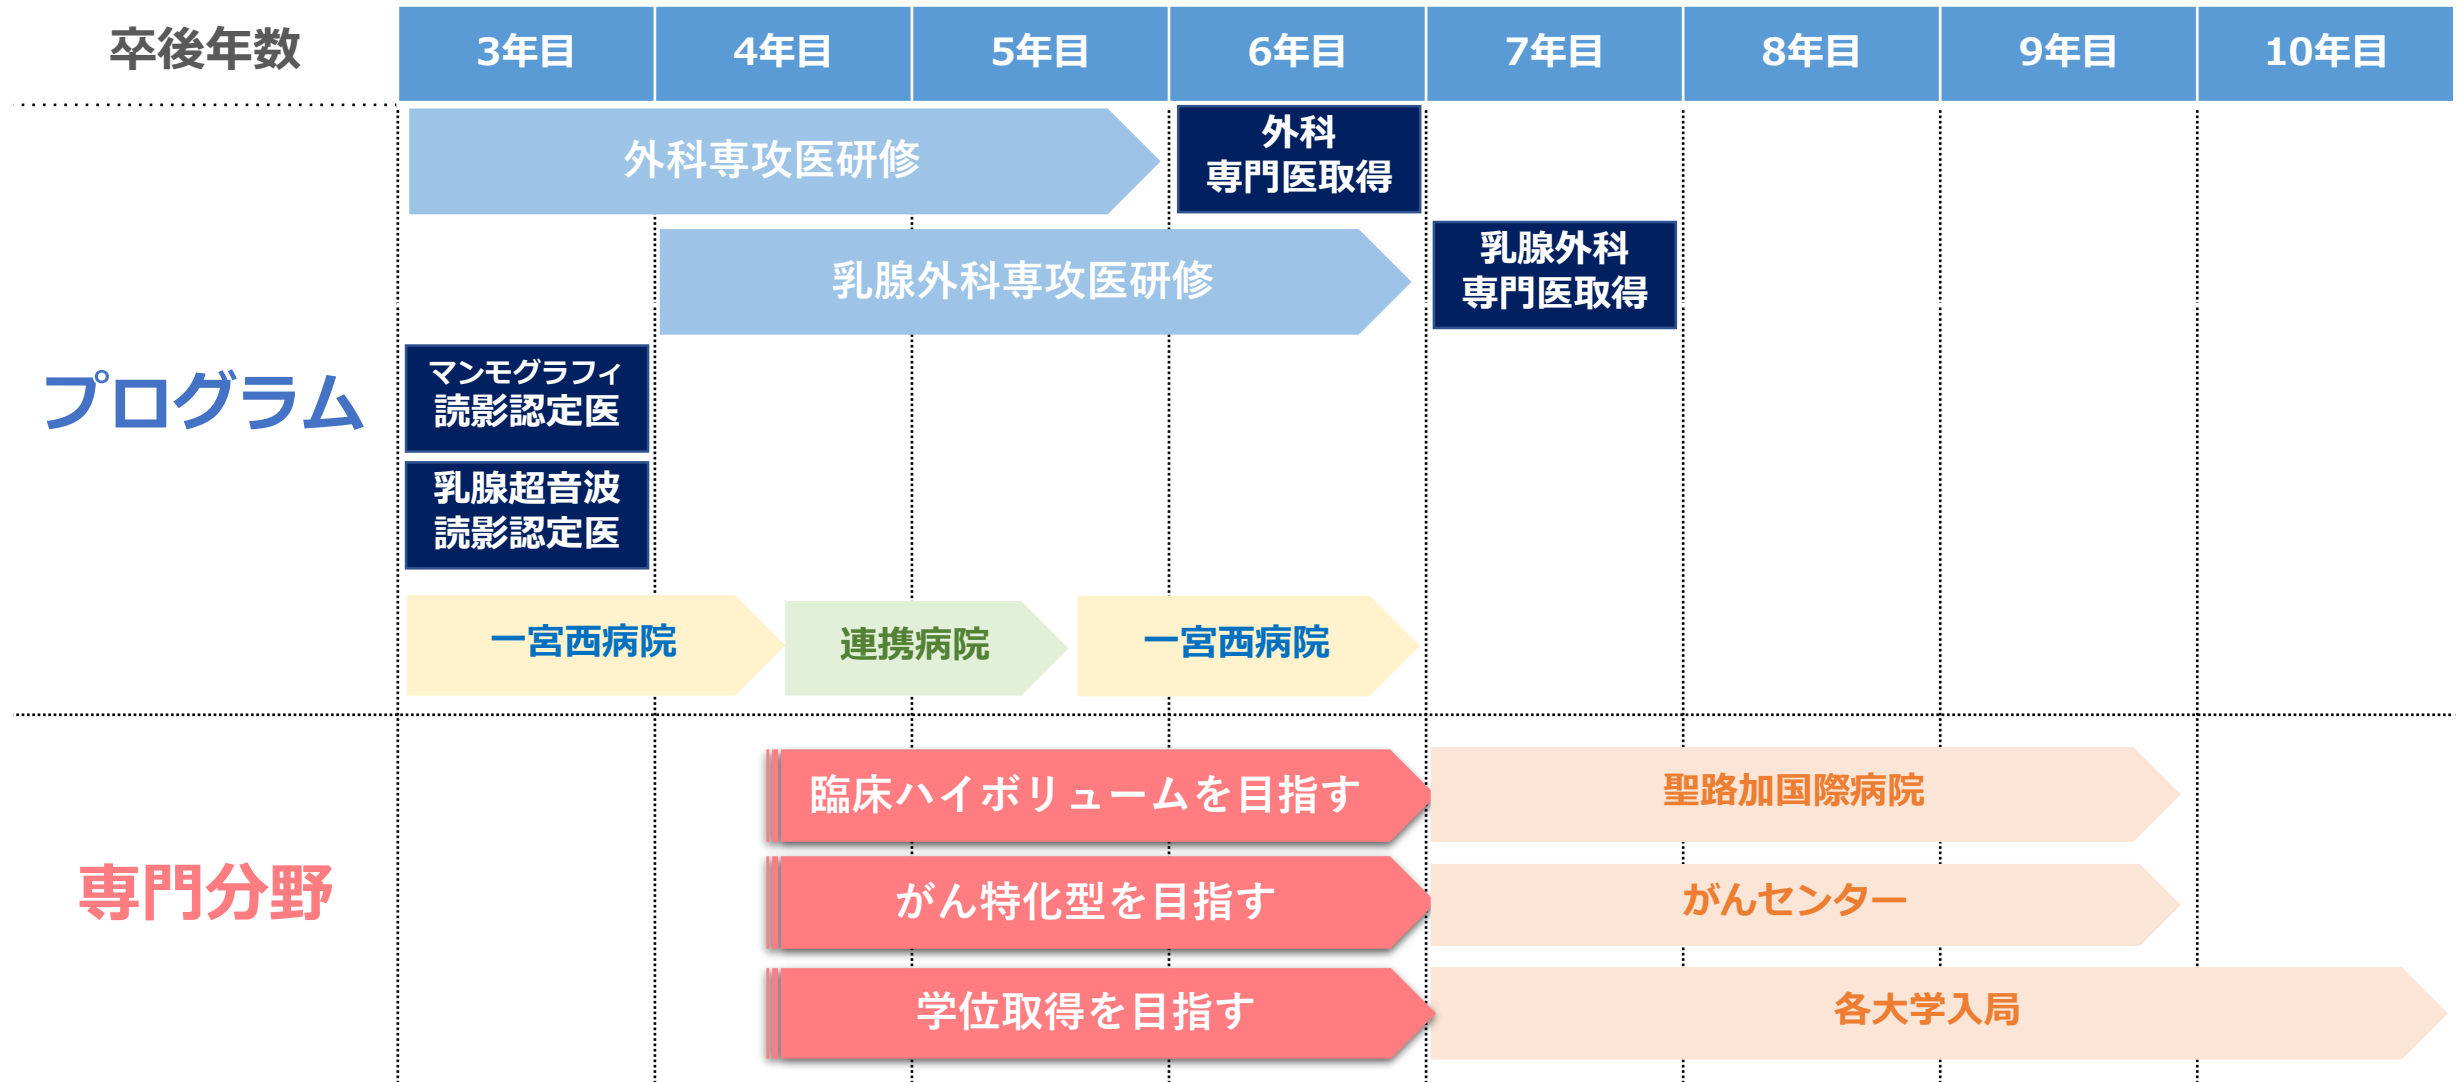 卒後年数
3年目
4年目
5年目
6年目
7年目
8年目
9年目
10年目
プログラム
外科専攻医研修
外科
専門医取得
乳腺外科専攻医研修
乳腺外科
専門医取得
マンモグラフィ
読影認定医
乳腺超音波
読影認定医
一宮西病院
連携病院
一宮西病院
専門分野
臨床ハイボリュームを目指す
聖路加国際病院
がん特化型を目指す
がんセンター
学位取得を目指す
各大学入局